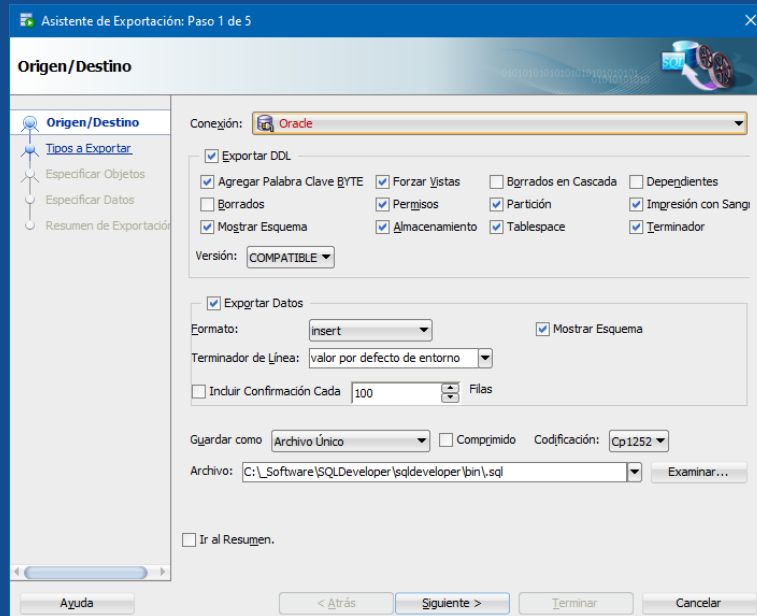 Asistente de Exportación: Paso 1 de 5
Origen/Destino
SQL
Origen/Destino
Tipos a Exportar
Especificar Objetos
Especificar Datos
Resumen de Exportación
Conexión: Oracle
Exportar DDL
Agregar Palabra Clave BYTE Forzar Vistas Borrados en Cascada Dependientes
Borrados Permisos Partición Impresión con Sangr
Mostrar Esquema Almacenamiento Tablespace Terminador
Versión: COMPATIBLE
Exportar Datos
Formato: insert Mostrar Esquema
Terminador de Línea: valor por defecto de entorno
Incluir Confirmación Cada 100 Filas
Guardar como Archivo Único Comprimido Codificación: Cp1252
Archivo: C:\_Software\SQLDeveloper\sqldeveloper\bin\.sql Examinar...
Ir al Resumen.
Ayuda < Atrás Siguiente > Terminar Cancelar